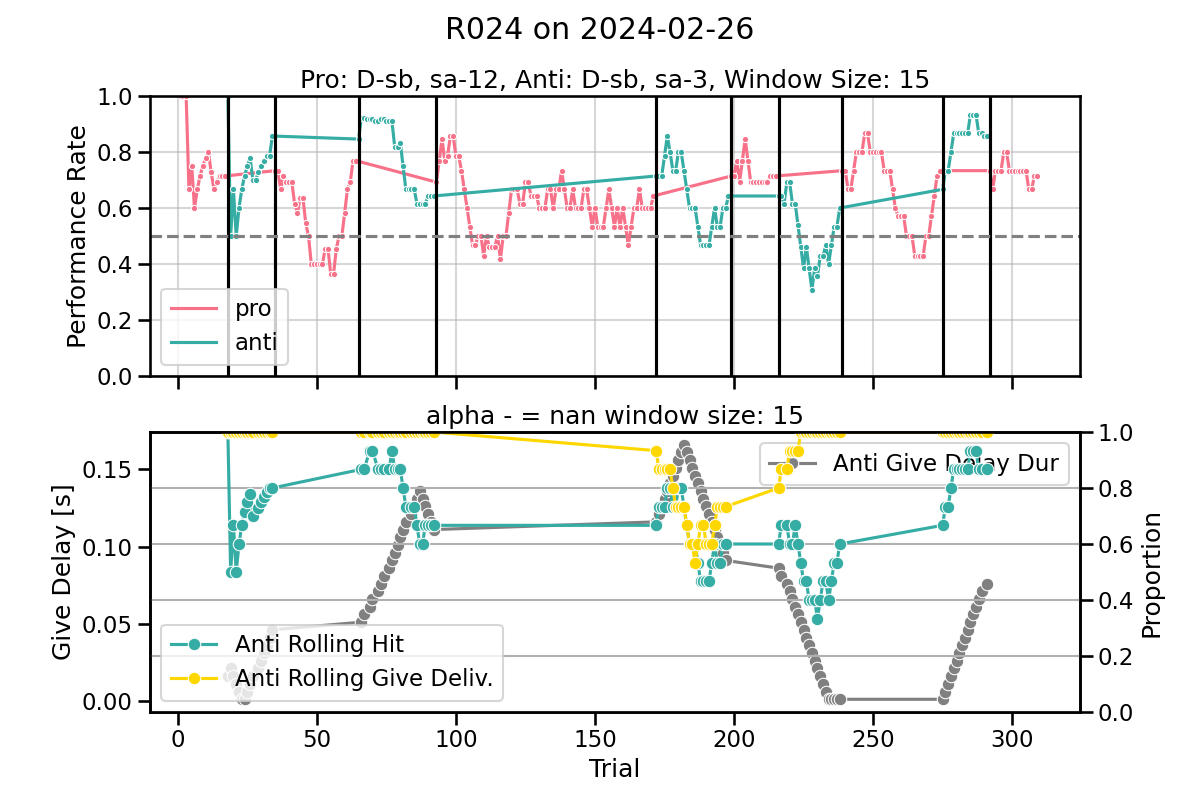 R024 on 2024-02-26
Pro: D-sb, sa-12, Anti: D-sb, sa-3, Window Size: 15
Performance Rate
1.0
0.8
0.6
0.4
0.2
0.0
pro
anti
alpha - = nan window size: 15
Give Delay [s]
0.15
0.10
0.05
0.00
Anti Give Delay Dur
Anti Rolling Hit
Anti Rolling Give Deliv.
1.0
0.8
0.6
0.4
0.2
0.0
Proportion
0 50 100 150 200 250 300
Trial